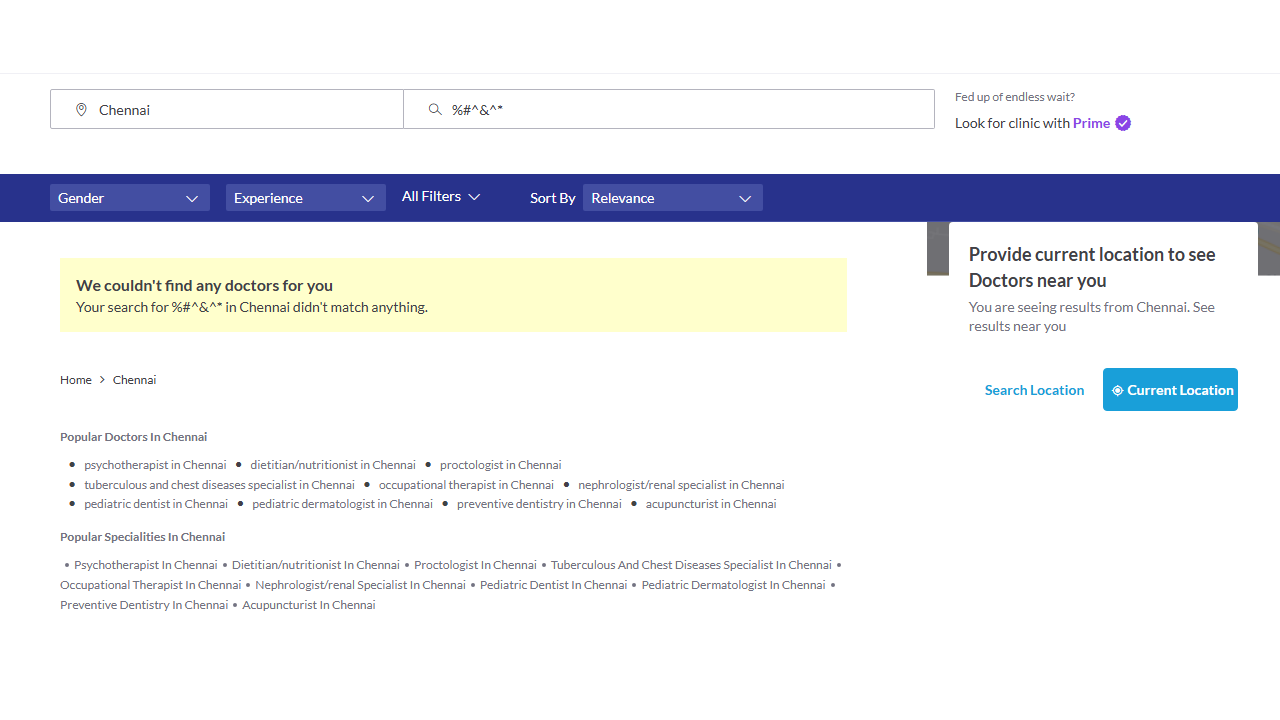 Chennai
%#^&^*
Fed up of endless wait?
Look for clinic with Prime
Gender
Experience
All Filters
Sort By
Relevance
We couldn't find any doctors for you
Your search for %#^&^* in Chennai didn't match anything.
Provide current location to see
Doctors near you
You are seeing results from Chennai. See
results near you
Search Location
Current Location
Home > Chennai
Popular Doctors In Chennai
• psychotherapist in Chennai • dietitian/nutritionist in Chennai • proctologist in Chennai
• tuberculous and chest diseases specialist in Chennai • occupational therapist in Chennai • nephrologist/renal specialist in Chennai
• pediatric dentist in Chennai • pediatric dermatologist in Chennai • preventive dentistry in Chennai • acupuncturist in Chennai
Popular Specialities In Chennai
• Psychotherapist In Chennai • Dietitian/nutritionist In Chennai • Proctologist In Chennai • Tuberculous And Chest Diseases Specialist In Chennai •
Occupational Therapist In Chennai • Nephrologist/renal Specialist In Chennai • Pediatric Dentist In Chennai • Pediatric Dermatologist In Chennai •
Preventive Dentistry In Chennai • Acupuncturist In Chennai